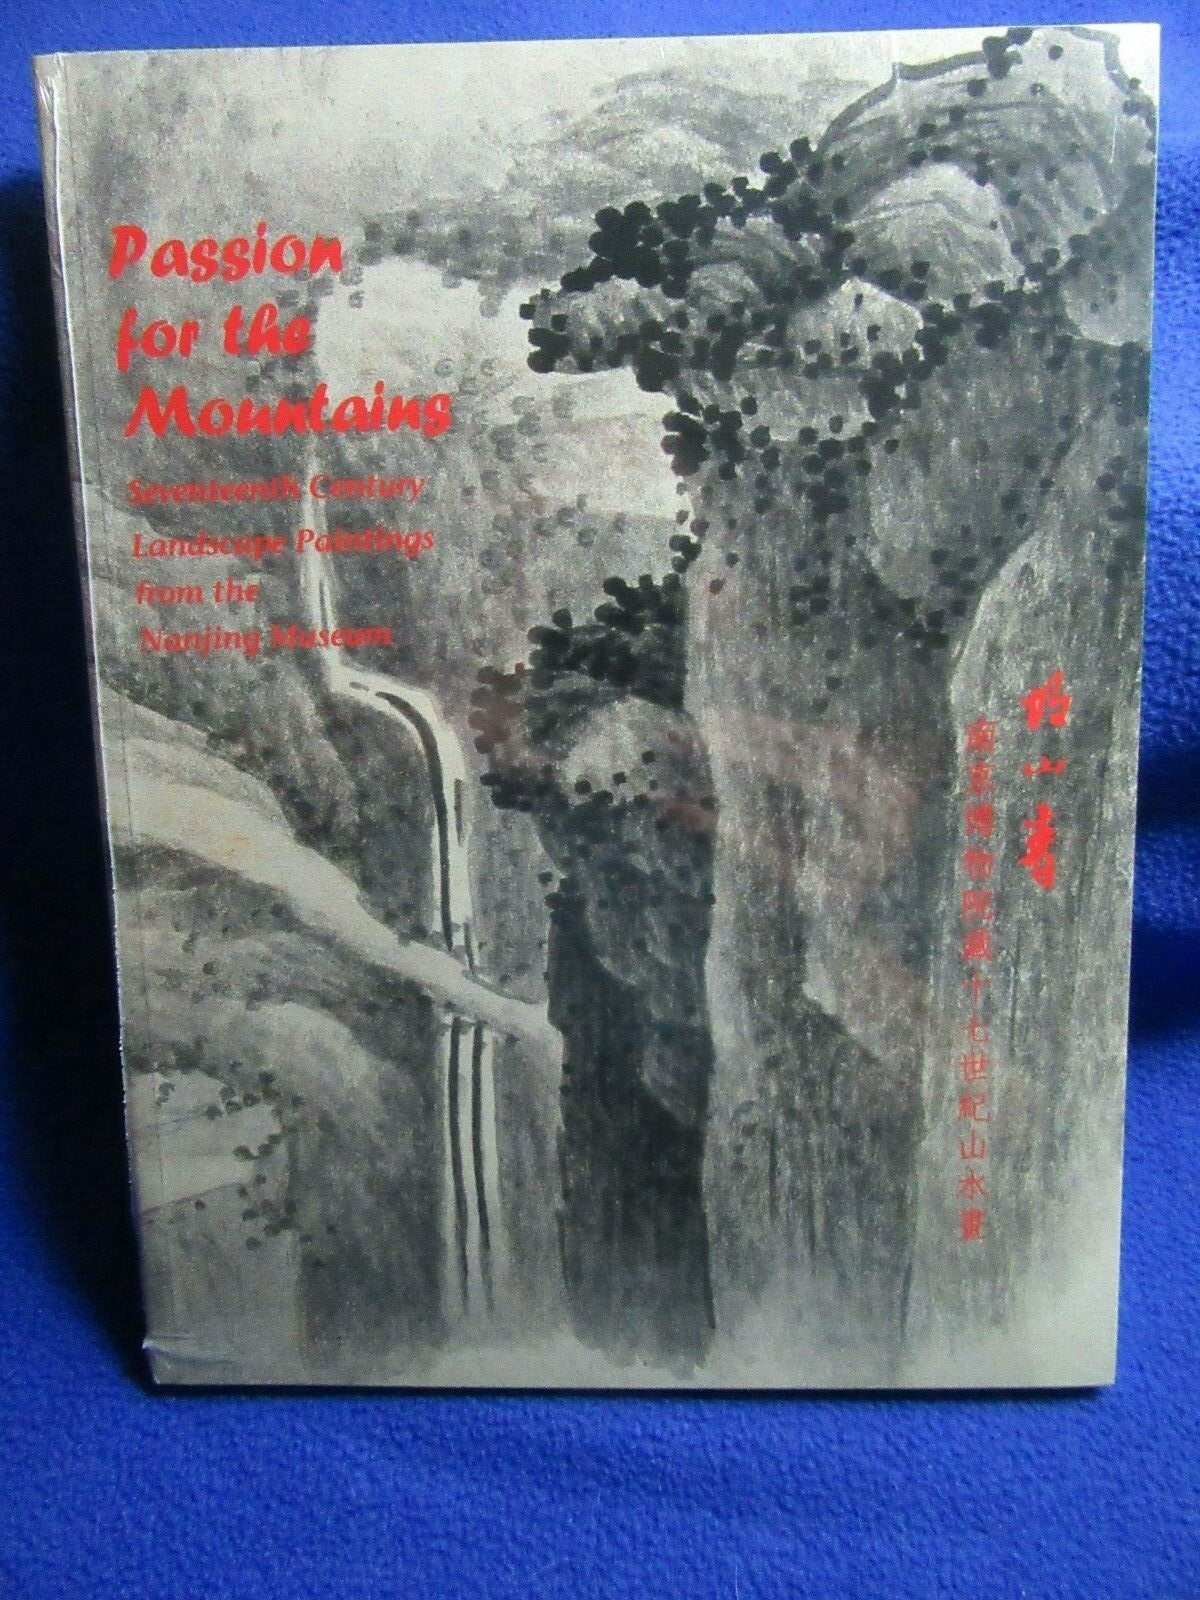 Passion
for the
Mountains
Seventeenth Century
Landscape Paintings
from the
Nanjing Museum
山
南京博物院藏十七世紀山水畫